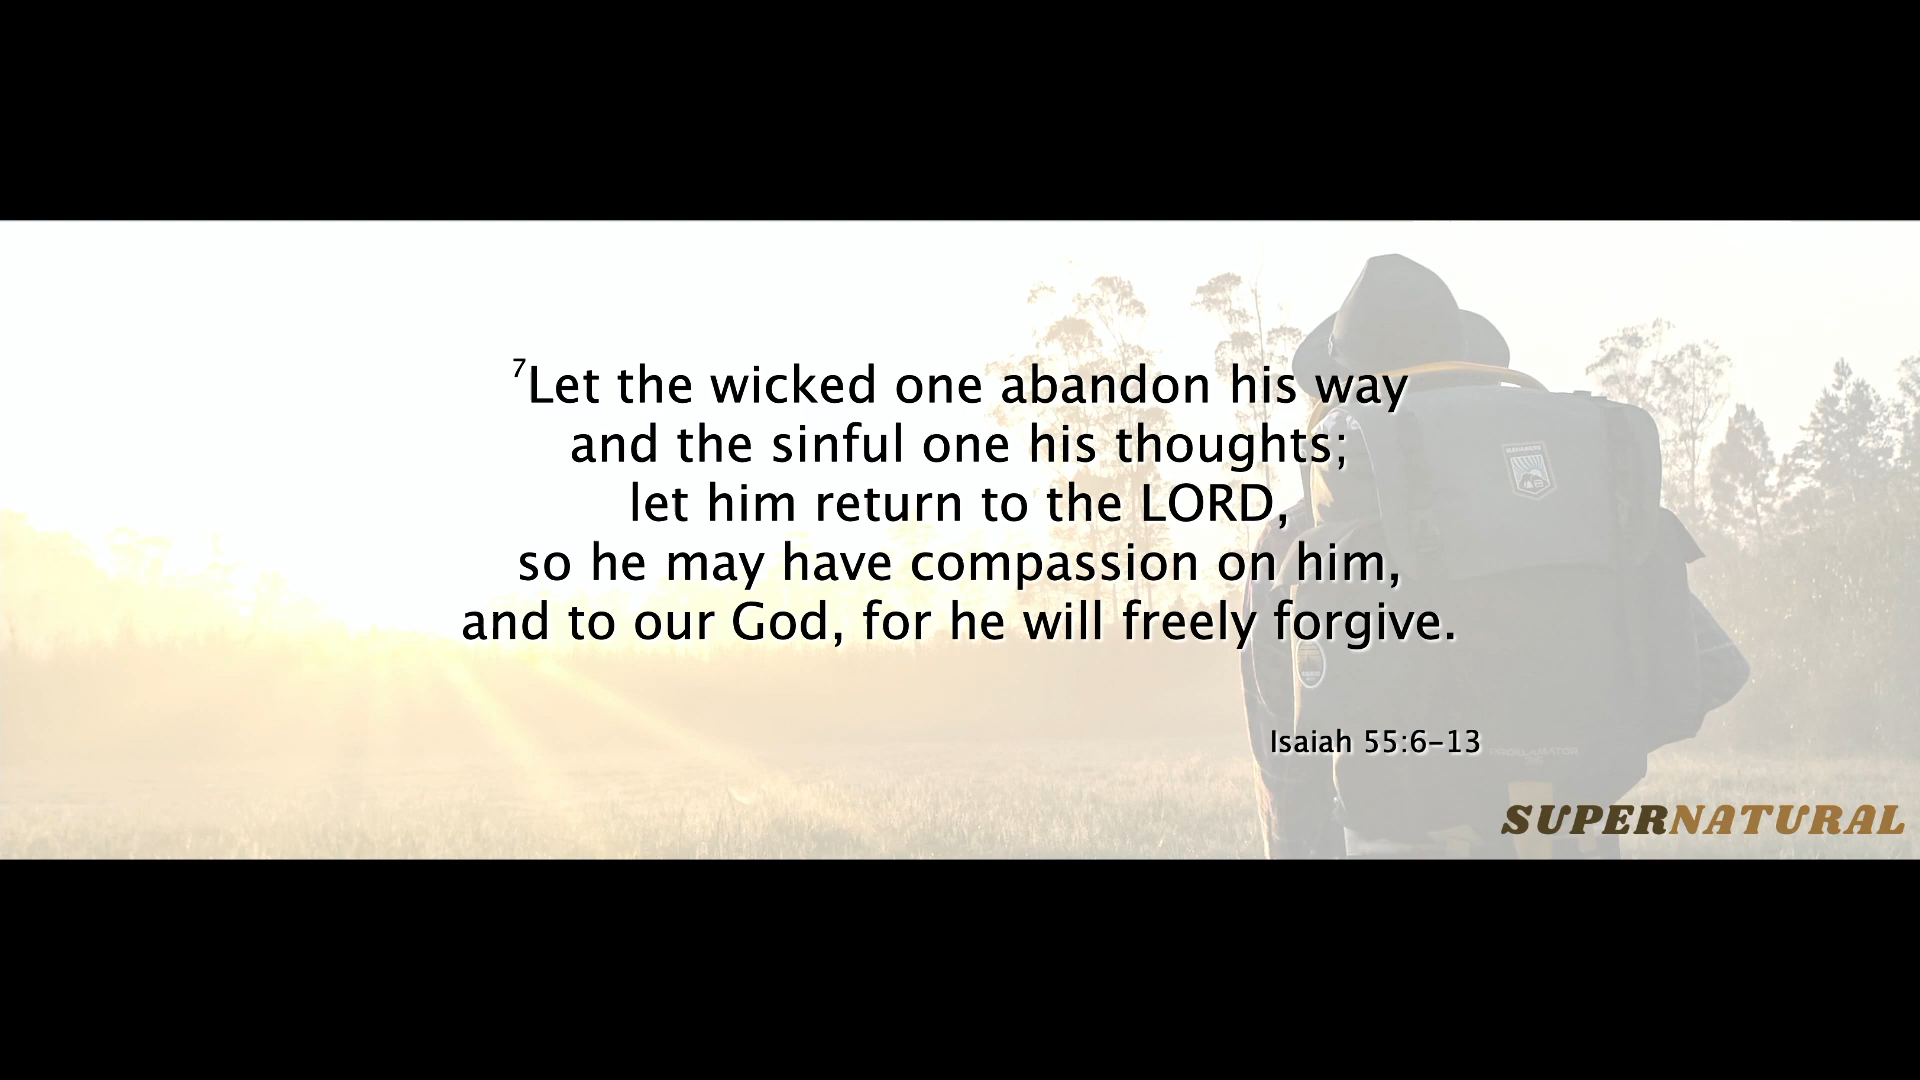 7Let the wicked one abandon his way
and the sinful one his thoughts;
let him return to the LORD,
so he may have compassion on him,
and to our God, for he will freely forgive.
Isaiah 55:6–13
PROKLAMATOR
SUPERNATURAL